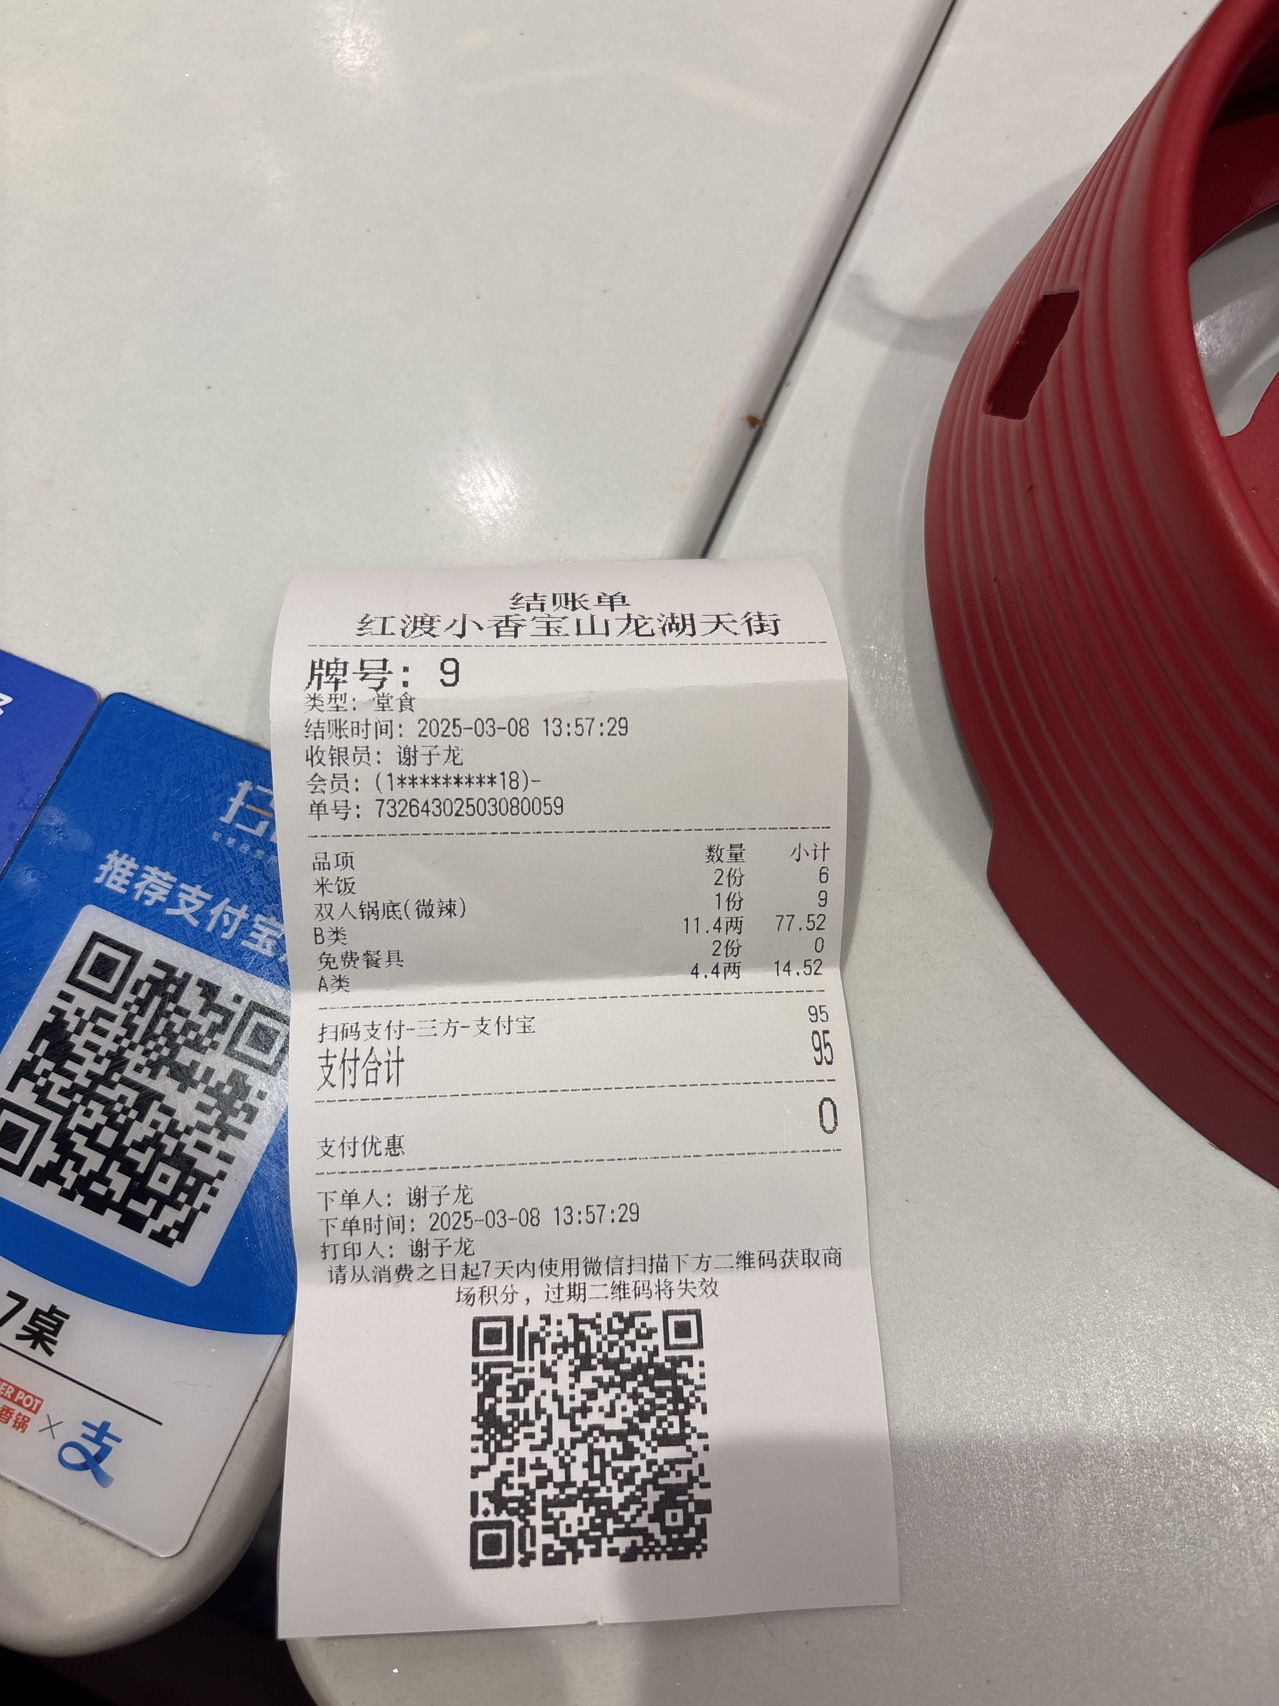 结账单
红渡小香宝山龙湖天街
牌号: 9
类型: 堂食
结账时间: 2025-03-08 13:57:29
收银员: 谢子龙
会员: (1*********18)-
单号: 73264302503080059
品项 数量 小计
米饭 2份 6
双人锅底(微辣) 1份 9
B类 11.4两 77.52
免费餐具 2份 0
A类 4.4两 14.52
扫码支付-三方-支付宝 95
支付合计 95
支付优惠 0
下单人: 谢子龙
下单时间: 2025-03-08 13:57:29
打印人: 谢子龙
请从消费之日起7天内使用微信扫描下方二维码获取商
场积分，过期二维码将失效
推荐支付宝
7桌
ER POT
香锅 × 支